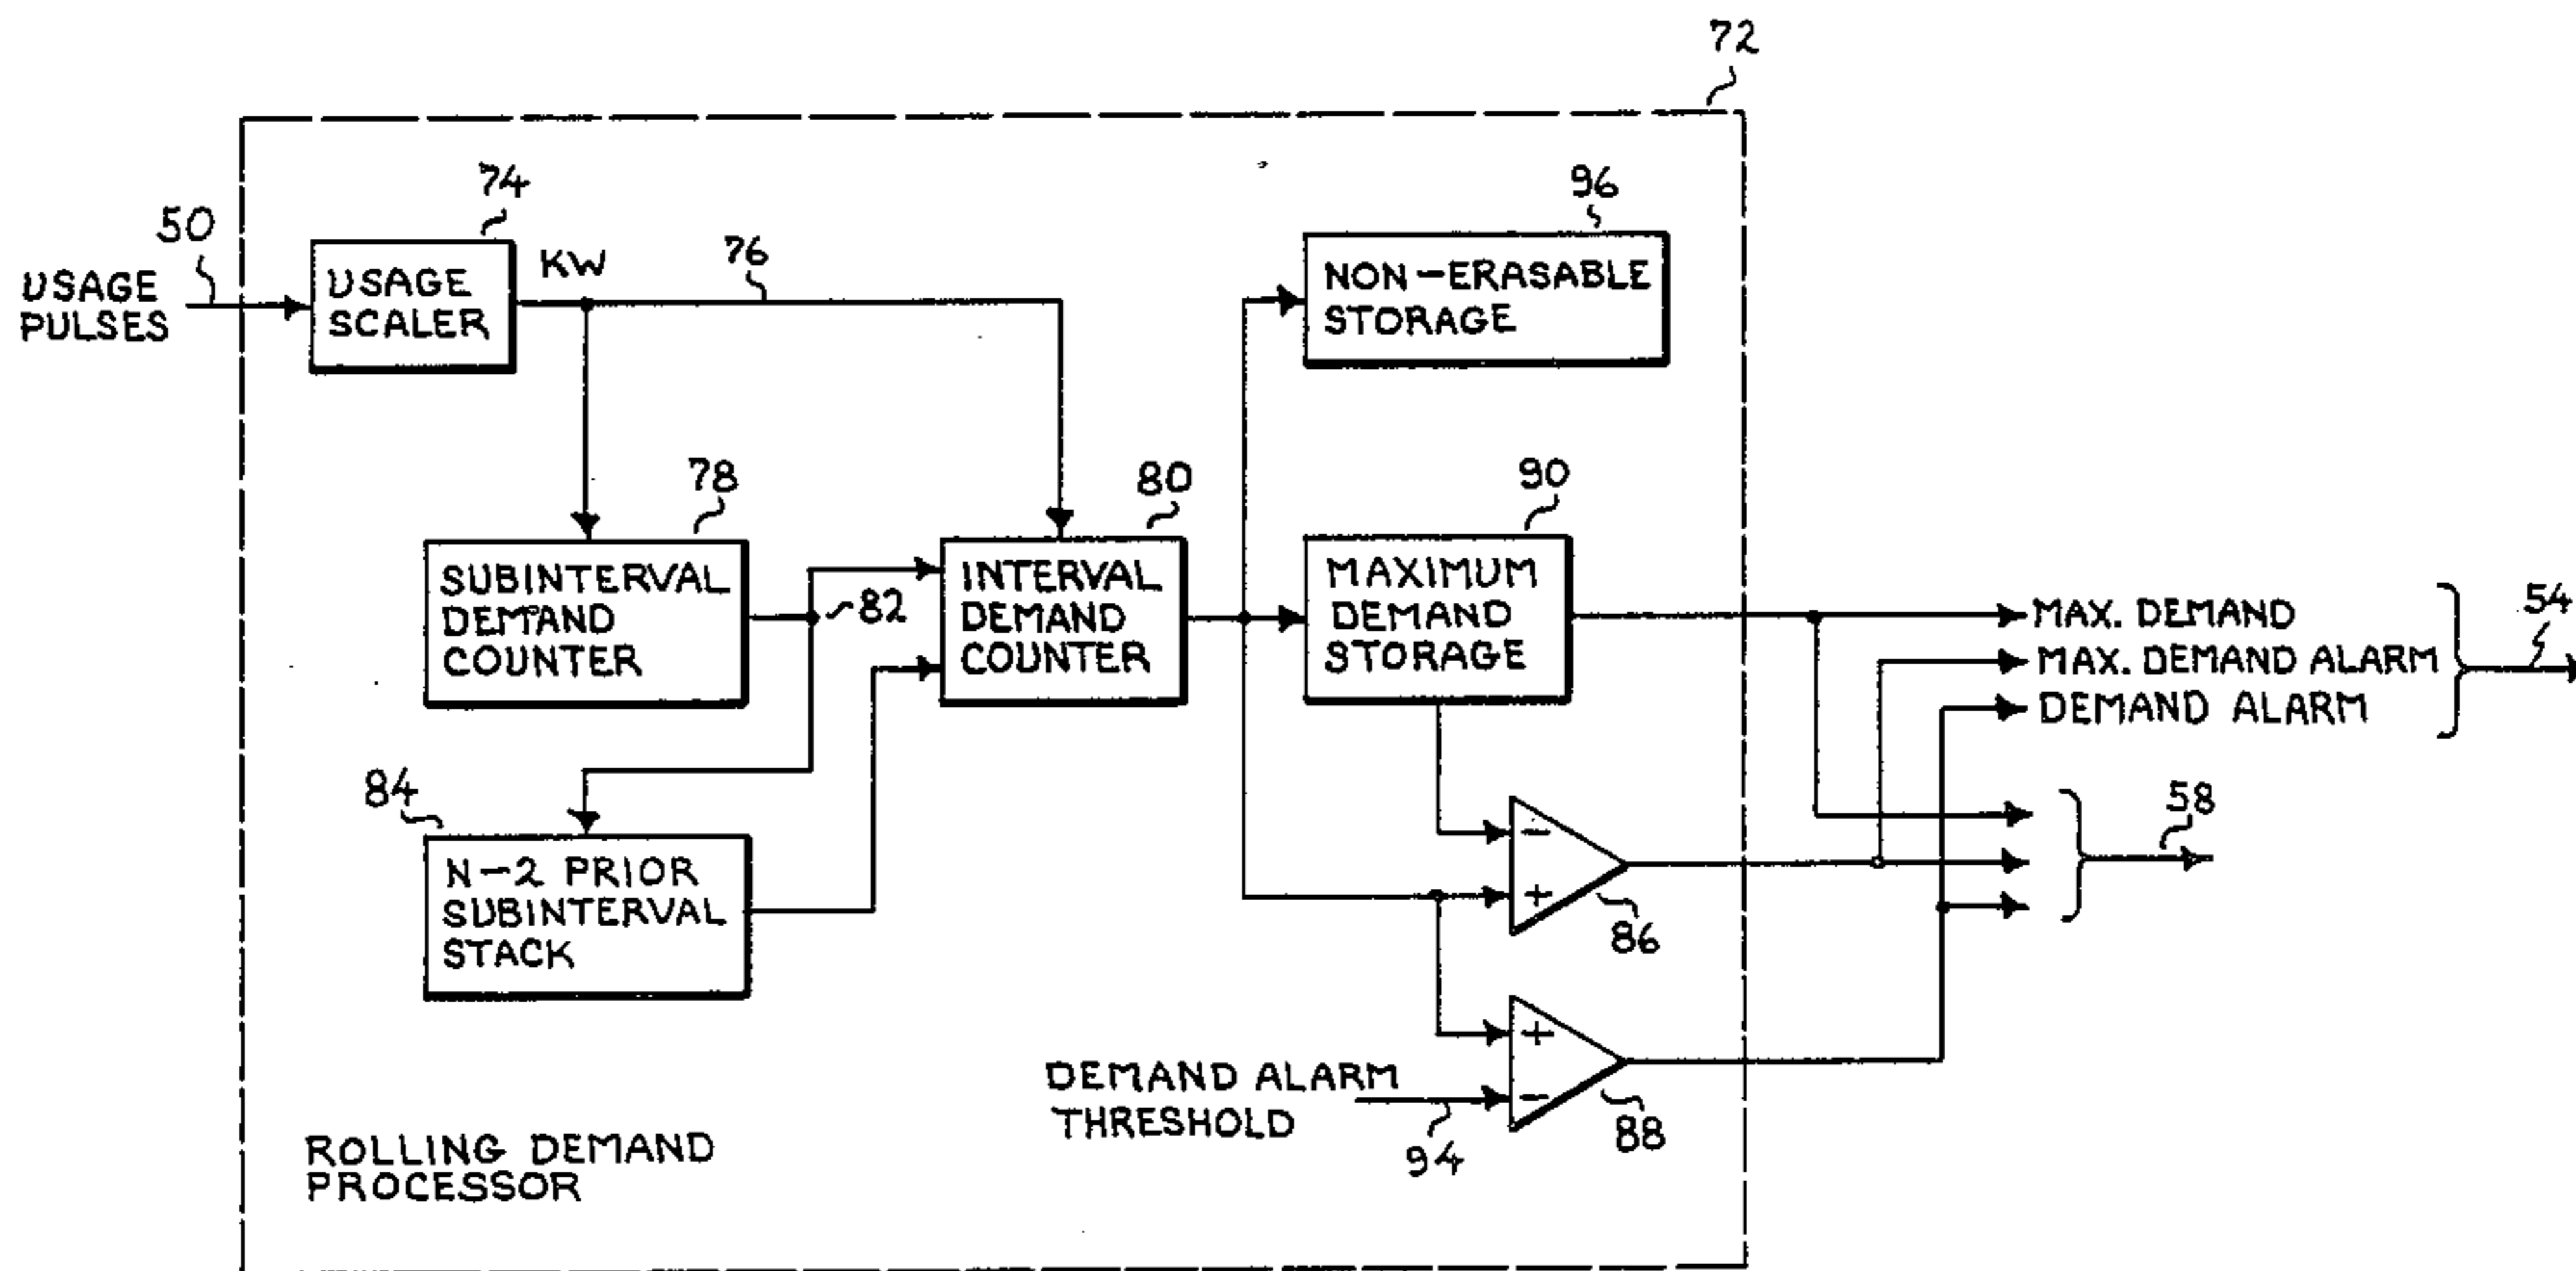 72
74
96
50
KW
76
USAGE
PULSES
USAGE
SCALER
NON-ERASABLE
STORAGE
78
80
90
SUBINTERVAL
DEMAND
COUNTER
82
INTERVAL
DEMAND
COUNTER
MAXIMUM
DEMAND
STORAGE
MAX. DEMAND
MAX. DEMAND ALARM
DEMAND ALARM
54
84
58
N-2 PRIOR
SUBINTERVAL
STACK
-
+
86
+
-
88
DEMAND ALARM
THRESHOLD
94
ROLLING DEMAND
PROCESSOR